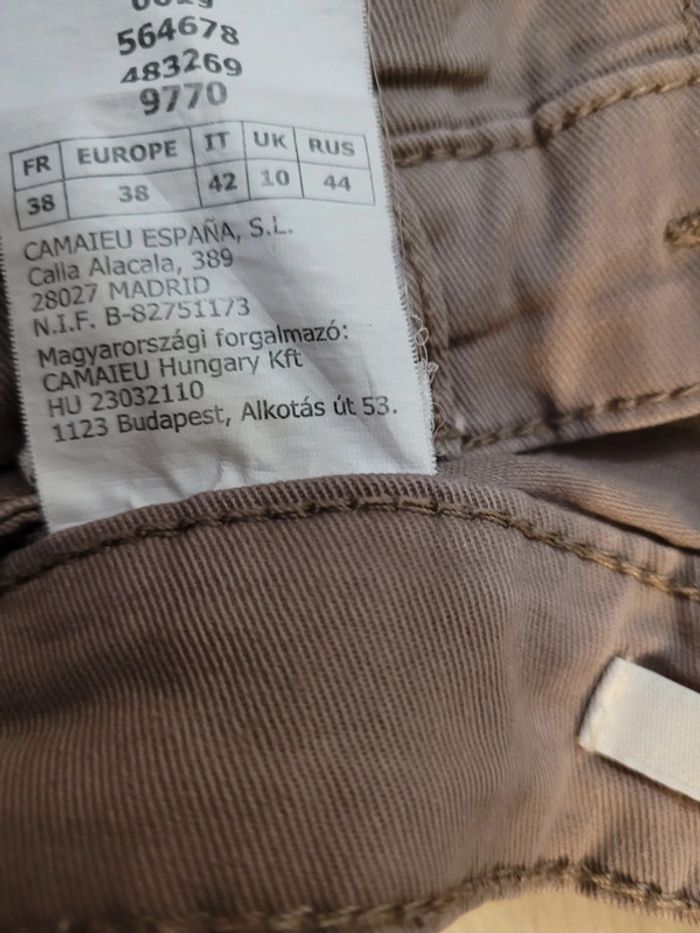 564678
483269
9770
FR EUROPE IT UK RUS
38 38 42 10 44
CAMAIEU ESPAÑA, S.L.
Calla Alacala, 389
28027 MADRID
N.I.F. B-82751173
Magyarországi forgalmazó:
CAMAIEU Hungary Kft
HU 23032110
1123 Budapest, Alkotás út 53.